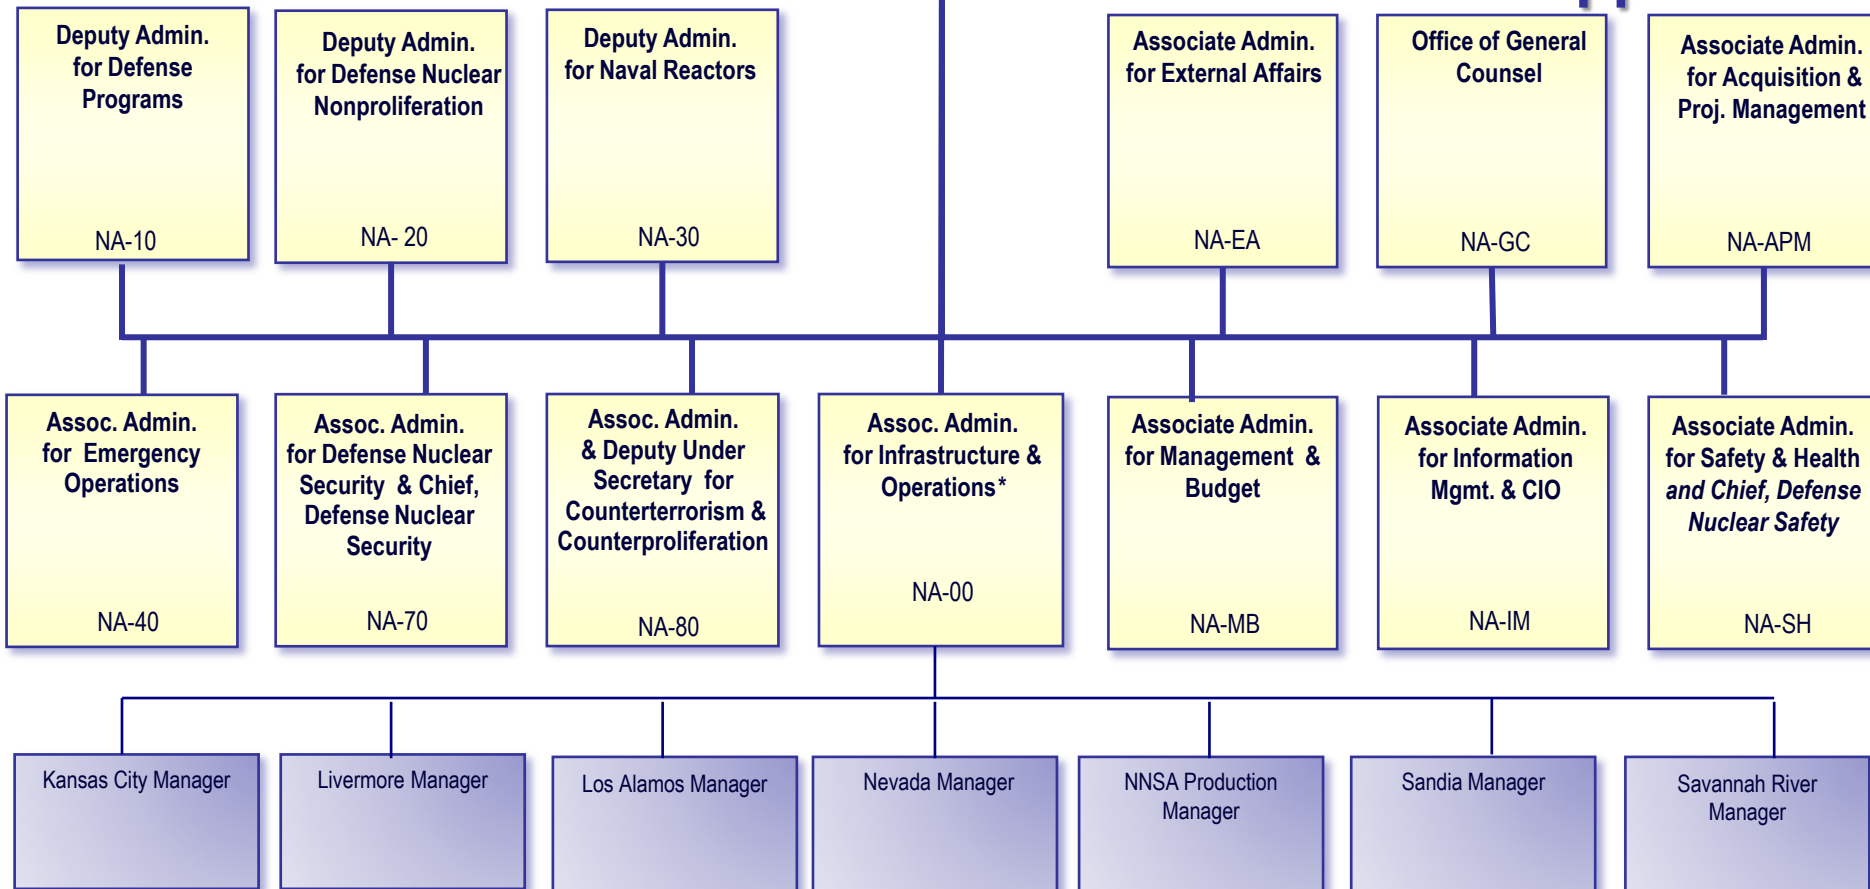 Deputy Admin.
for Defense
Programs
NA-10
Deputy Admin.
for Defense Nuclear
Nonproliferation
NA- 20
Deputy Admin.
for Naval Reactors
NA-30
Associate Admin.
for External Affairs
NA-EA
Office of General
Counsel
NA-GC
Associate Admin.
for Acquisition &
Proj. Management
NA-APM
Assoc. Admin.
for Emergency
Operations
NA-40
Assoc. Admin.
for Defense Nuclear
Security & Chief,
Defense Nuclear
Security
NA-70
Assoc. Admin.
& Deputy Under
Secretary for
Counterterrorism &
Counterproliferation
NA-80
Assoc. Admin.
for Infrastructure &
Operations*
NA-00
Associate Admin.
for Management &
Budget
NA-MB
Associate Admin.
for Information
Mgmt. & CIO
NA-IM
Associate Admin.
for Safety & Health
and Chief, Defense
Nuclear Safety
NA-SH
Kansas City Manager
Livermore Manager
Los Alamos Manager
Nevada Manager
NNSA Production
Manager
Sandia Manager
Savannah River
Manager